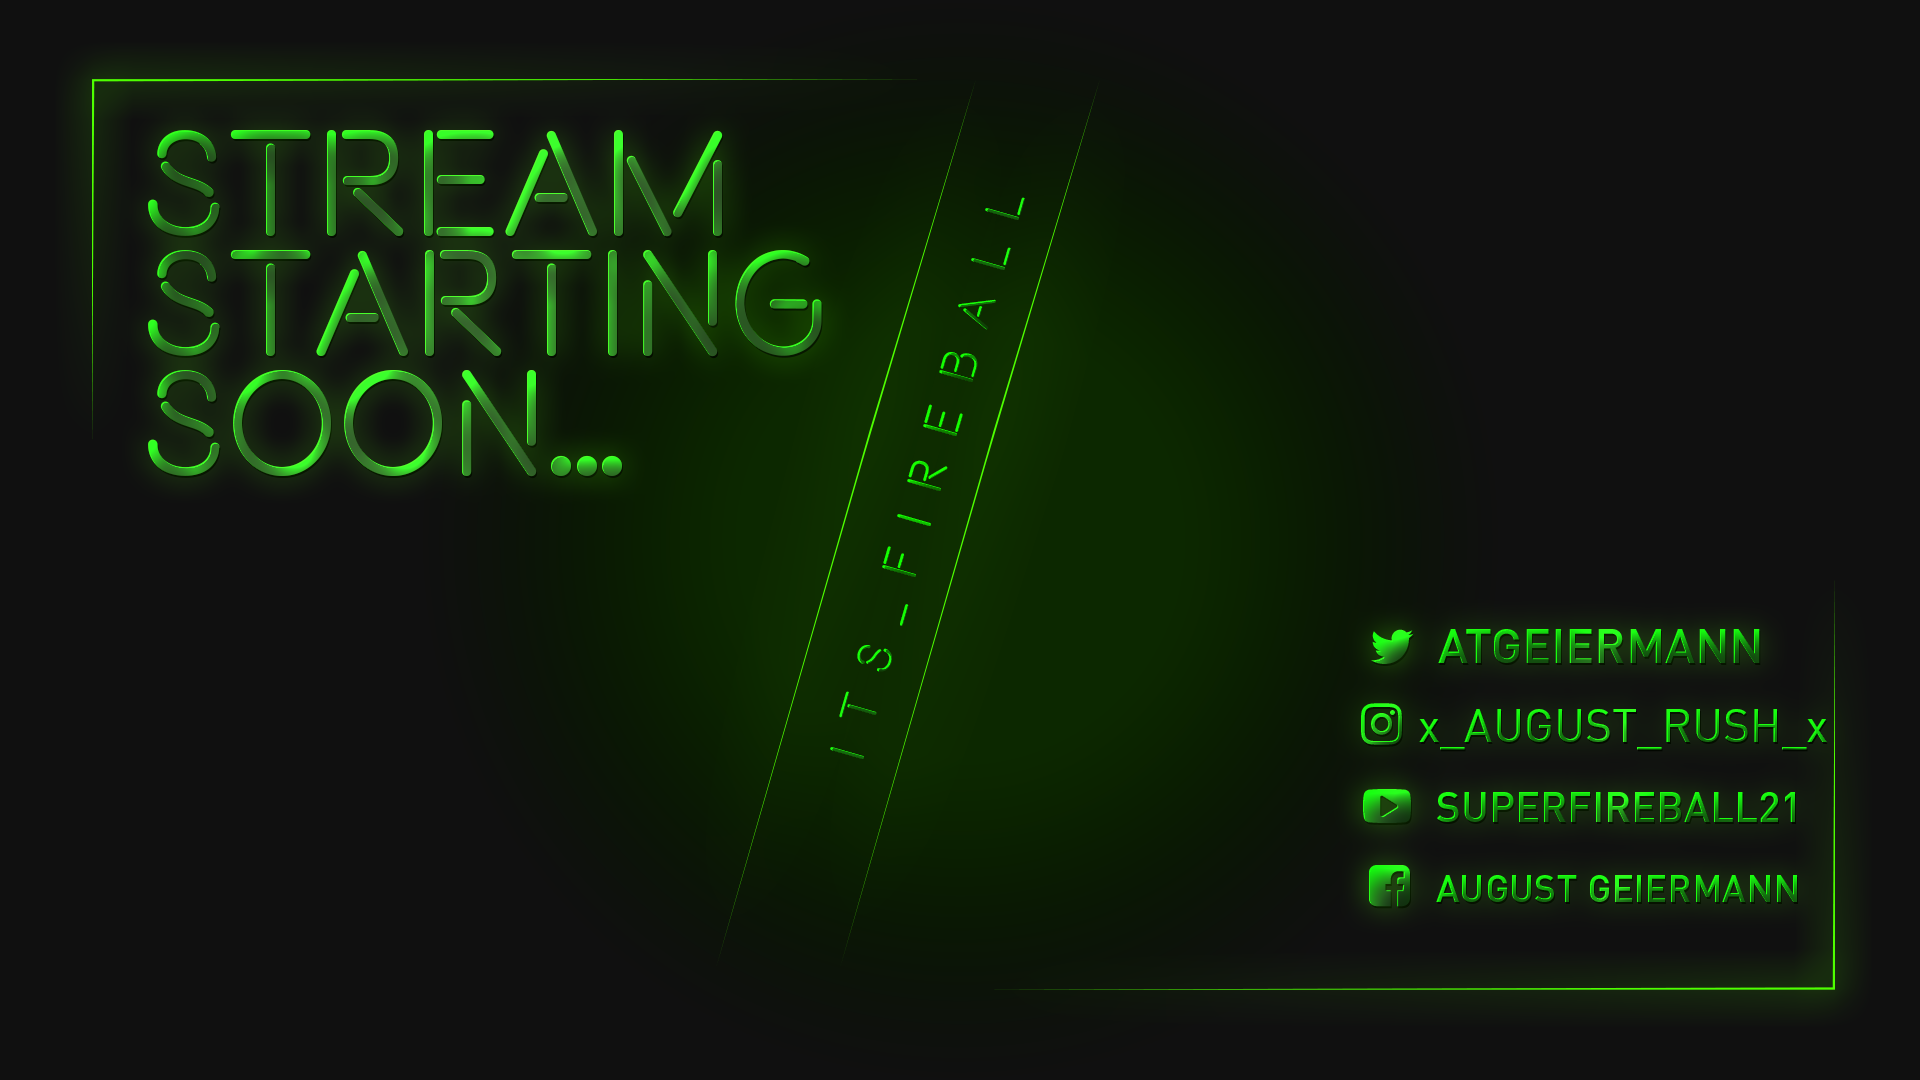 STREAM
STARTING
SOON...
ITS_FIREBALL
ATGEIERMANN
x_AUGUST_RUSH_x
SUPERFIREBALL21
AUGUST GEIERMANN